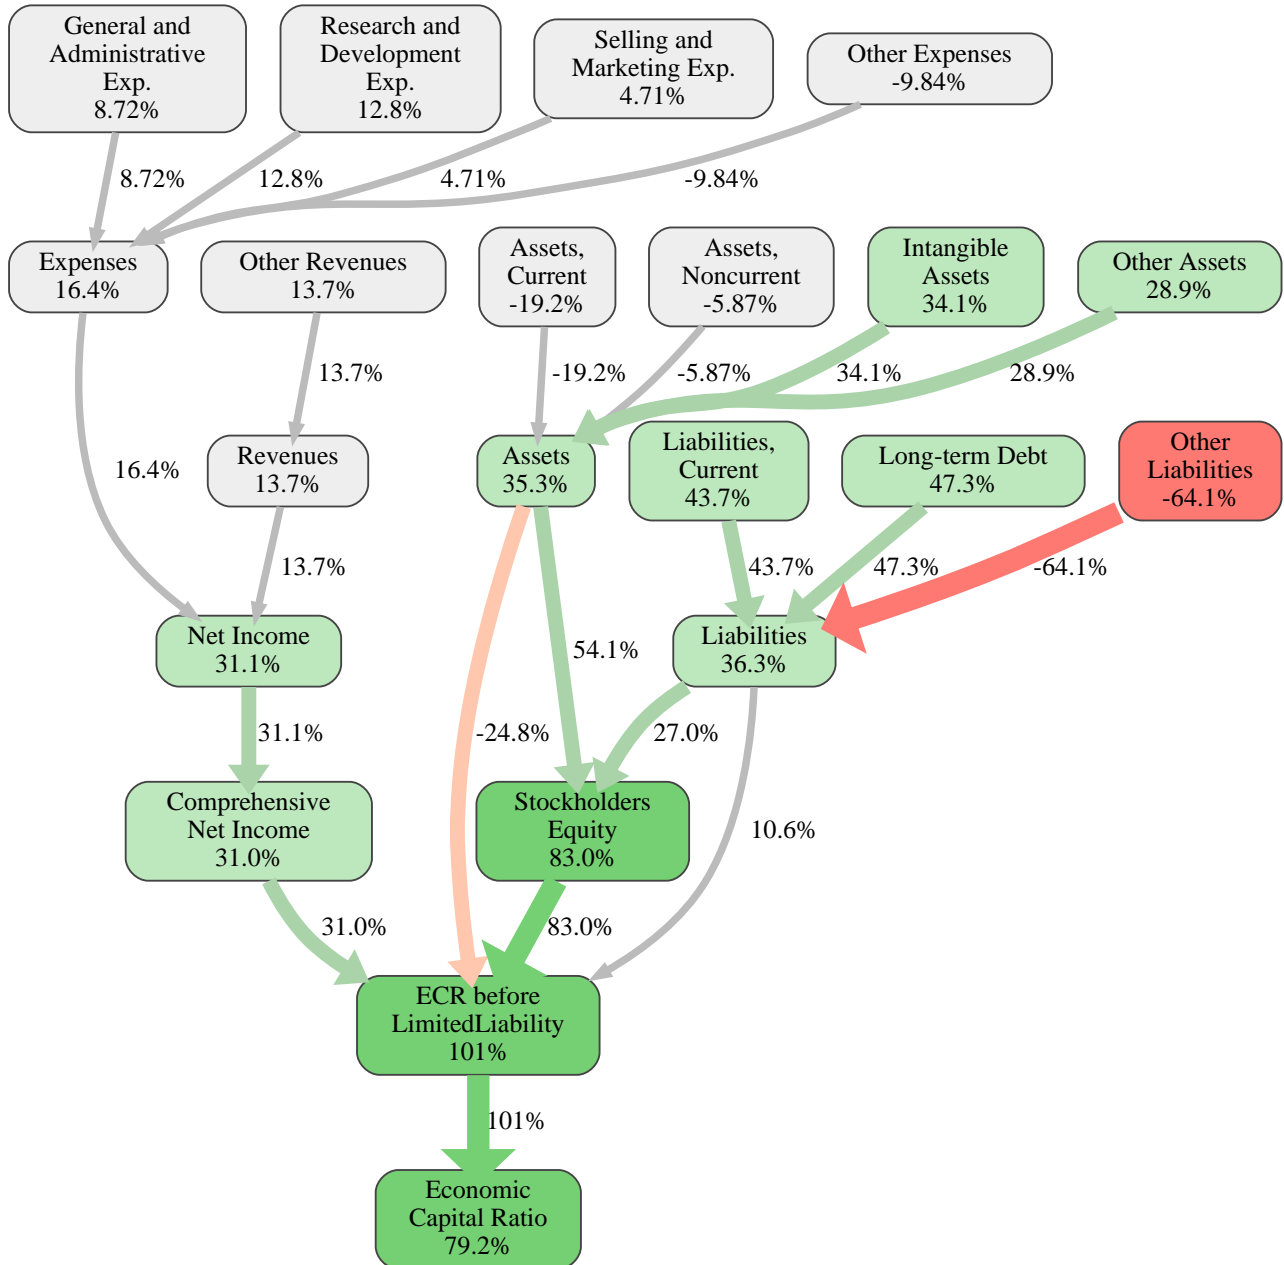 General and
Administrative
Exp.
8.72%
Research and
Development
Exp.
12.8%
Selling and
Marketing Exp.
4.71%
Other Expenses
-9.84%
8.72%
12.8%
4.71%
-9.84%
Expenses
16.4%
Other Revenues
13.7%
Assets,
Current
-19.2%
Assets,
Noncurrent
-5.87%
Intangible
Assets
34.1%
Other Assets
28.9%
13.7%
-19.2%
-5.87%
34.1%
28.9%
16.4%
Revenues
13.7%
Assets
35.3%
Liabilities,
Current
43.7%
Long-term Debt
47.3%
Other
Liabilities
-64.1%
13.7%
43.7%
47.3%
-64.1%
Net Income
31.1%
54.1%
Liabilities
36.3%
31.1%
-24.8%
27.0%
Comprehensive
Net Income
31.0%
Stockholders
Equity
83.0%
10.6%
31.0%
83.0%
ECR before
LimitedLiability
101%
101%
Economic
Capital Ratio
79.2%